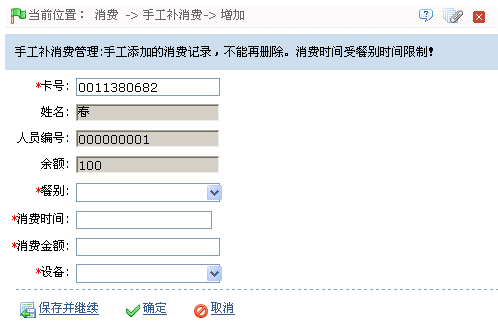 当前位置： 消费 -> 手工补消费-> 增加
手工补消费管理:手工添加的消费记录，不能再删除。消费时间受餐别时间限制!
*卡号: 0011380682
姓名: 春
人员编号: 000000001
余额: 100
*餐别:
*消费时间:
*消费金额:
*设备:
保存并继续 确定 取消